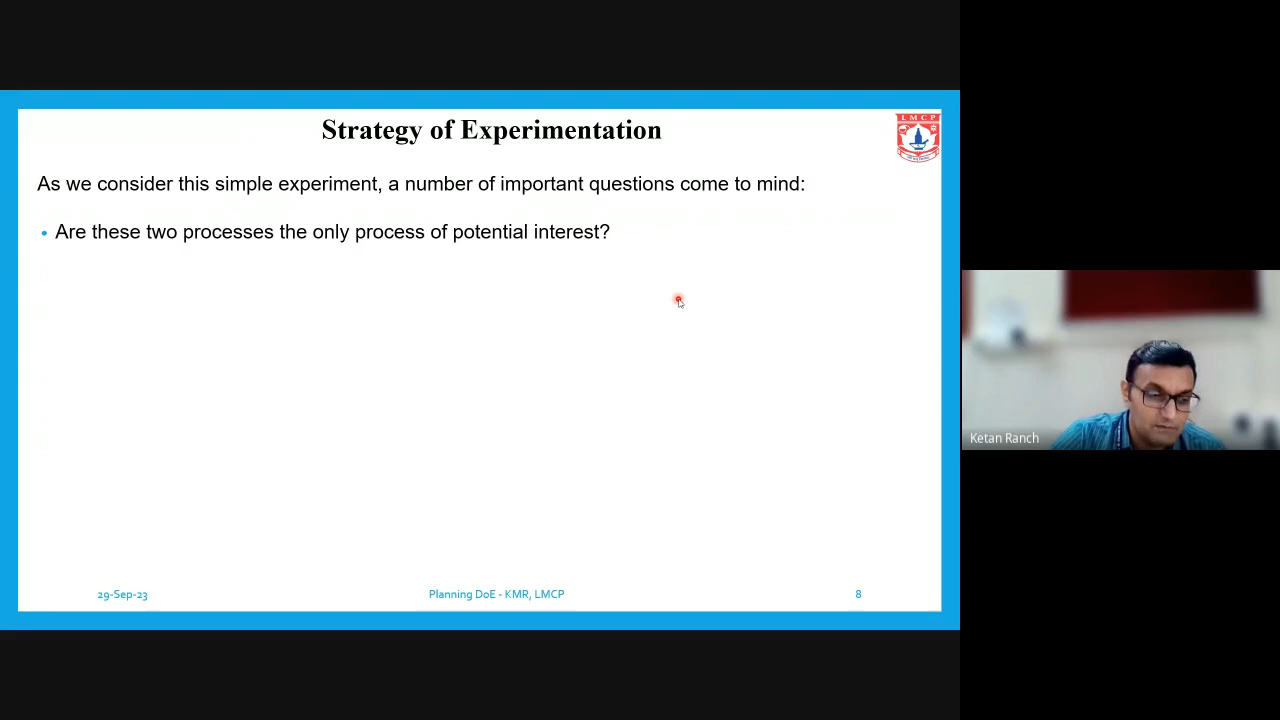 Strategy of Experimentation
LMCP
As we consider this simple experiment, a number of important questions come to mind:
• Are these two processes the only process of potential interest?
Ketan Ranch
29-Sep-23
Planning DoE - KMR, LMCP
8